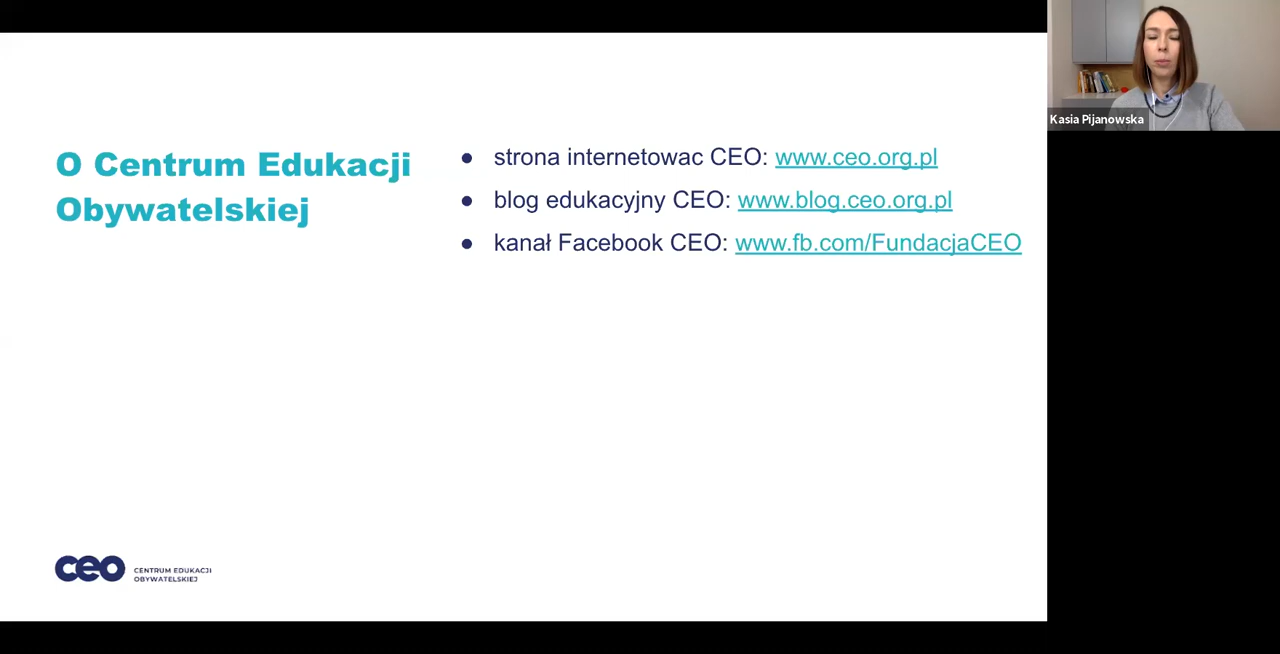 O Centrum Edukacji
Obywatelskiej
● strona internetowac CEO: www.ceo.org.pl
● blog edukacyjny CEO: www.blog.ceo.org.pl
● kanał Facebook CEO: www.fb.com/FundacjaCEO
Kasia Pijanowska
ceo CENTRUM EDUKACJI
OBYWATELSKIEJ